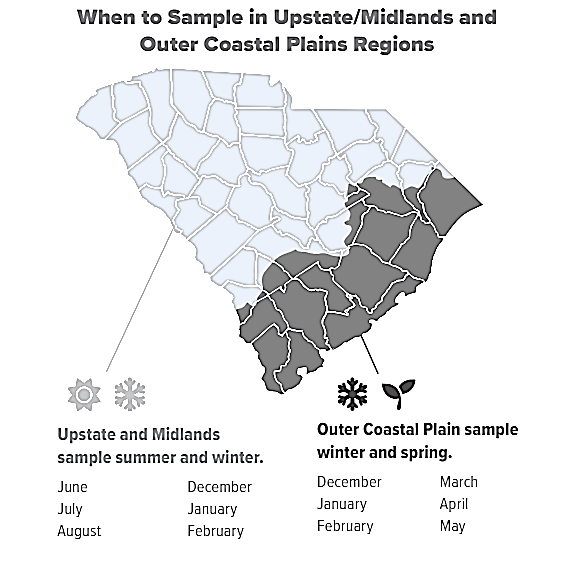 When to Sample in Upstate/Midlands and
Outer Coastal Plains Regions
Upstate and Midlands
sample summer and winter.
June
July
August
December
January
February
Outer Coastal Plain sample
winter and spring.
December
January
February
March
April
May